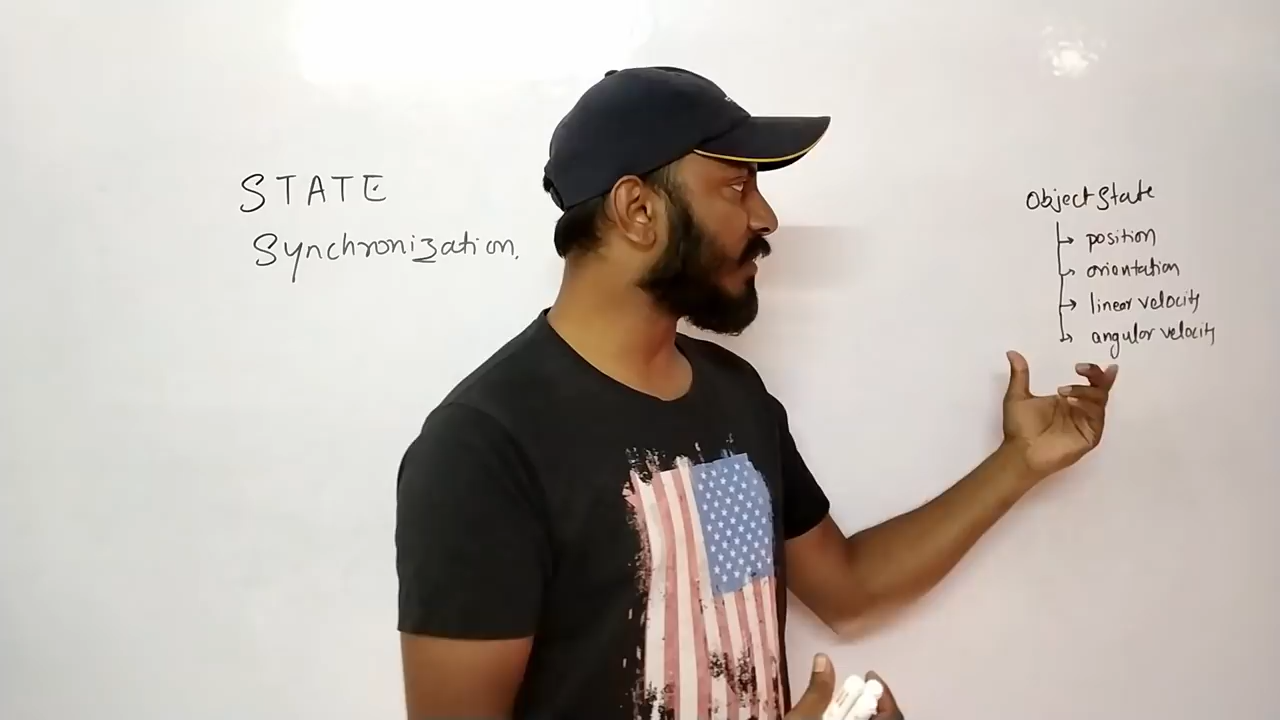 STATE
Synchronization.
Object State
position
orientation
linear velocity
angular velocity